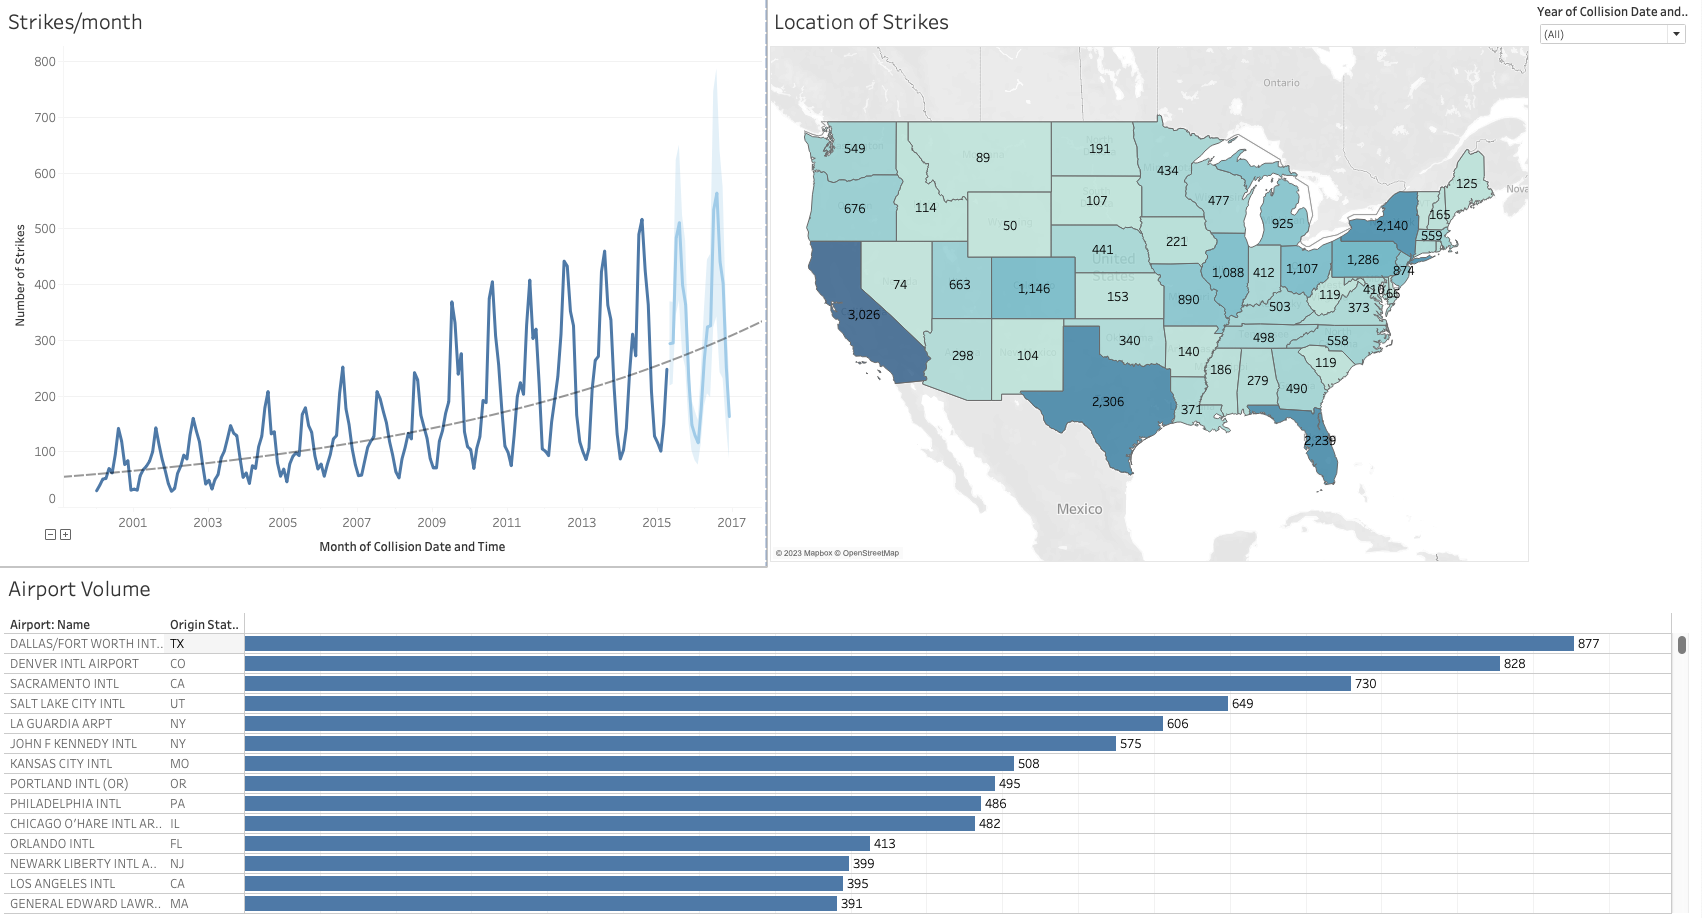 Strikes/month
800
700
600
500
400
300
200
100
0
Number of Strikes
2001 2003 2005 2007 2009 2011 2013 2015 2017
Month of Collision Date and Time
Location of Strikes
Year of Collision Date and..
(All)
Ontario
549
89
191
434
125
676
114
107
477
925
165
2,140
559
50
221
441
United States
1,286
874
74
663
1,146
1,088
412
1,107
119
410
373
3,026
153
890
503
298
104
340
140
498
558
119
186
279
490
2,306
371
2,239
Mexico
© 2023 Mapbox © OpenStreetMap
Airport Volume
Airport: Name Origin Stat..
DALLAS/FORT WORTH INT.. TX 877
DENVER INTL AIRPORT CO 828
SACRAMENTO INTL CA 730
SALT LAKE CITY INTL UT 649
LA GUARDIA ARPT NY 606
JOHN F KENNEDY INTL NY 575
KANSAS CITY INTL MO 508
PORTLAND INTL (OR) OR 495
PHILADELPHIA INTL PA 486
CHICAGO O'HARE INTL AR.. IL 482
ORLANDO INTL FL 413
NEWARK LIBERTY INTL A.. NJ 399
LOS ANGELES INTL CA 395
GENERAL EDWARD LAWR.. MA 391